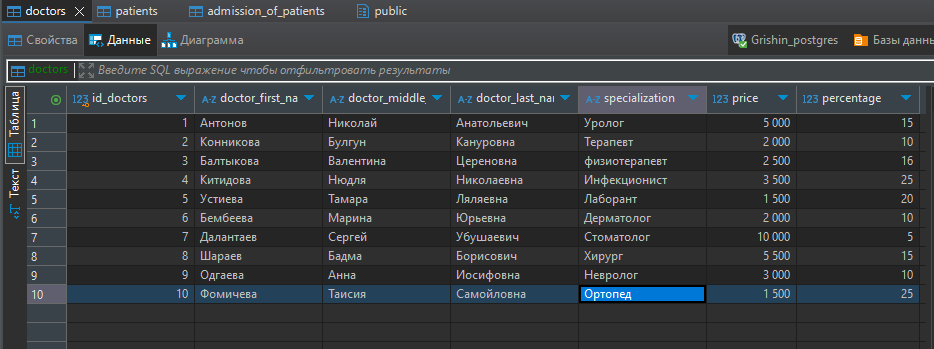 doctors patients admission_of_patients public
Свойства Данные Диаграмма Grishin_postgres Базы данны
doctors Введите SQL выражение чтобы отфильтровать результаты
Таблица
Текст
123 id_doctors A-Z doctor_first_na A-Z doctor_middle_ A-Z doctor_last_nar A-Z specialization 123 price 123 percentage
1 1 Антонов Николай Анатольевич Уролог 5 000 15
2 2 Конникова Булгун Кануровна Терапевт 2 000 10
3 3 Балтыкова Валентина Цереновна физиотерапевт 2 500 16
4 4 Китидова Нюдля Николаевна Инфекционист 3 500 25
5 5 Устиева Тамара Ляляевна Лаборант 1 500 20
6 6 Бембеева Марина Юрьевна Дерматолог 2 000 10
7 7 Далантаев Сергей Убушаевич Стоматолог 10 000 5
8 8 Шараев Бадма Борисович Хирург 5 500 15
9 9 Одгаева Анна Иосифовна Невролог 3 000 10
10 10 Фомичева Таисия Самойловна Ортопед 1 500 25